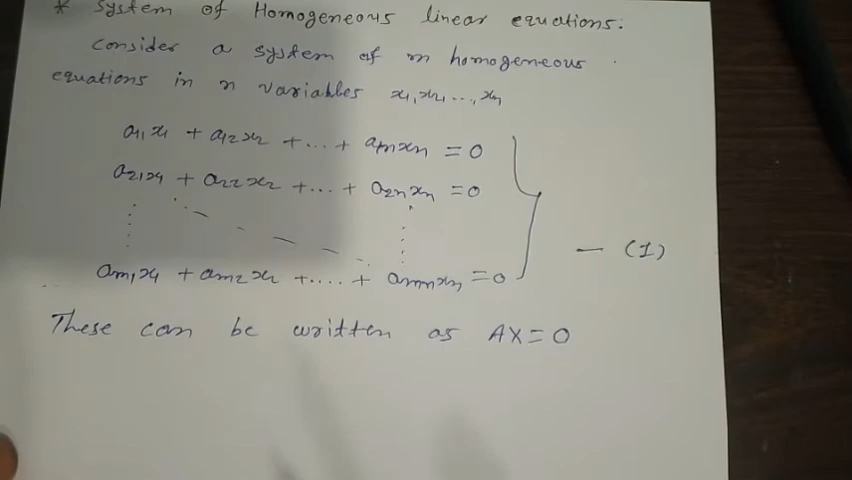 * System of Homogeneous linear equations:
Consider a system of m homogeneous
equations in n variables x₁, x₂, ..., xₙ
a₁₁x₁ + a₁₂x₂ + ... + a₁ₙxₙ = 0
a₂₁x₁ + a₂₂x₂ + ... + a₂ₙxₙ = 0
aₘ₁x₁ + aₘ₂x₂ + .... + aₘₙxₙ = 0
— (1)
These can be written as AX = 0